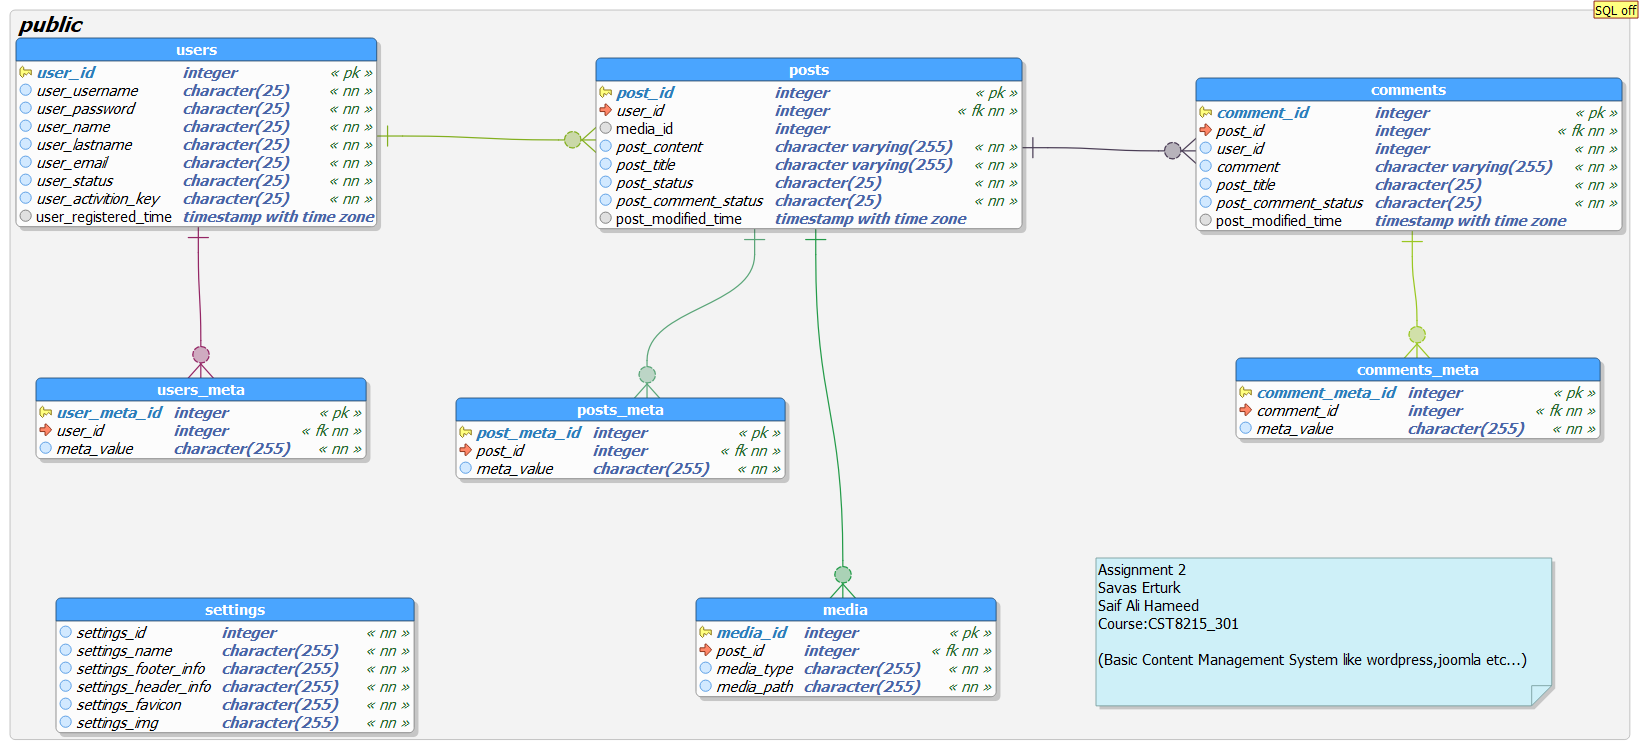 SQL off
public
users
user_id integer « pk »
user_username character(25) « nn »
user_password character(25) « nn »
user_name character(25) « nn »
user_lastname character(25) « nn »
user_email character(25) « nn »
user_status character(25) « nn »
user_activition_key character(25) « nn »
user_registered_time timestamp with time zone
posts
post_id integer « pk »
user_id integer « fk nn »
media_id integer
post_content character varying(255) « nn »
post_title character varying(255) « nn »
post_status character(25) « nn »
post_comment_status character(25) « nn »
post_modified_time timestamp with time zone
comments
comment_id integer « pk »
post_id integer « fk nn »
user_id integer « nn »
comment character varying(255) « nn »
post_title character(25) « nn »
post_comment_status character(25) « nn »
post_modified_time timestamp with time zone
users_meta
user_meta_id integer « pk »
user_id integer « fk nn »
meta_value character(255) « nn »
posts_meta
post_meta_id integer « pk »
post_id integer « fk nn »
meta_value character(255) « nn »
comments_meta
comment_meta_id integer « pk »
comment_id integer « fk nn »
meta_value character(255) « nn »
settings
settings_id integer « nn »
settings_name character(255) « nn »
settings_footer_info character(255) « nn »
settings_header_info character(255) « nn »
settings_favicon character(255) « nn »
settings_img character(255) « nn »
media
media_id integer « pk »
post_id integer « fk nn »
media_type character(255) « nn »
media_path character(255) « nn »
Assignment 2
Savas Erturk
Saif Ali Hameed
Course:CST8215_301
(Basic Content Management System like wordpress,joomla etc...)